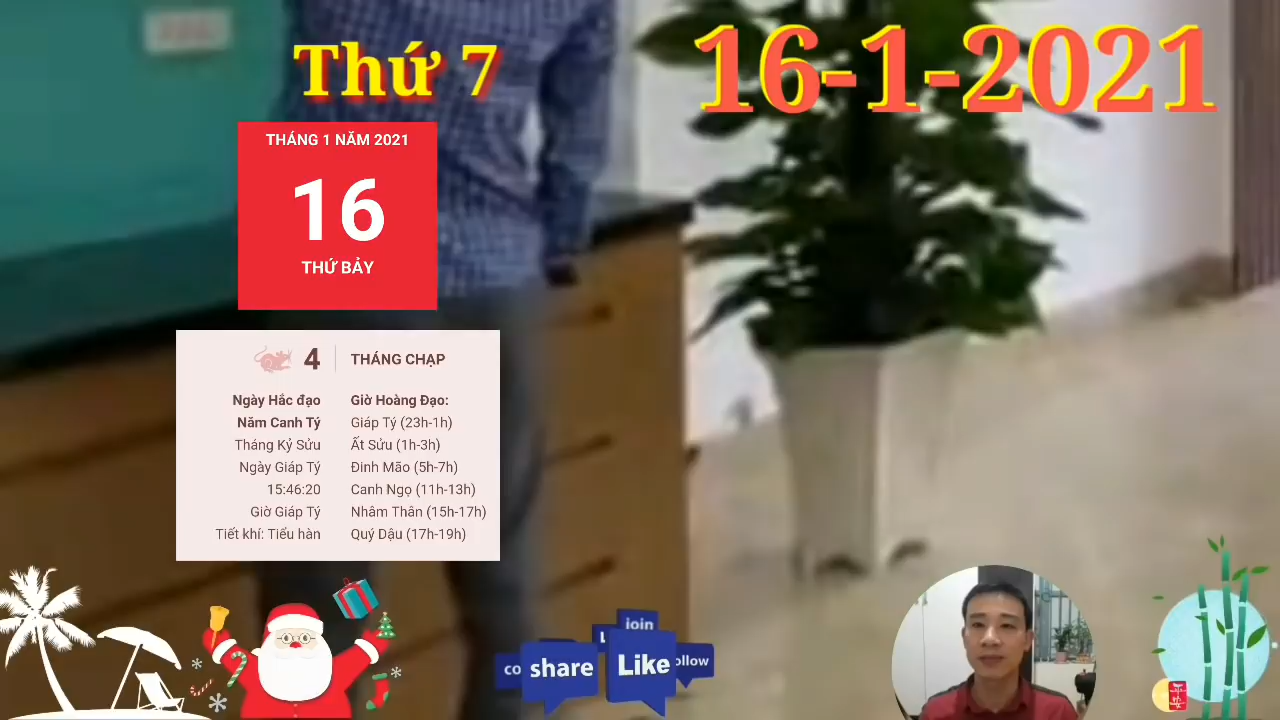 Thứ 7
16-1-2021
THÁNG 1 NĂM 2021
16
THỨ BẢY
4 THÁNG CHẠP
Ngày Hắc đạo
Năm Canh Tý
Tháng Kỷ Sửu
Ngày Giáp Tý
15:46:20
Giờ Giáp Tý
Tiết khí: Tiểu hàn
Giờ Hoàng Đạo:
Giáp Tý (23h-1h)
Ất Sửu (1h-3h)
Đinh Mão (5h-7h)
Canh Ngọ (11h-13h)
Nhâm Thân (15h-17h)
Quý Dậu (17h-19h)
join
share
Like
ollow